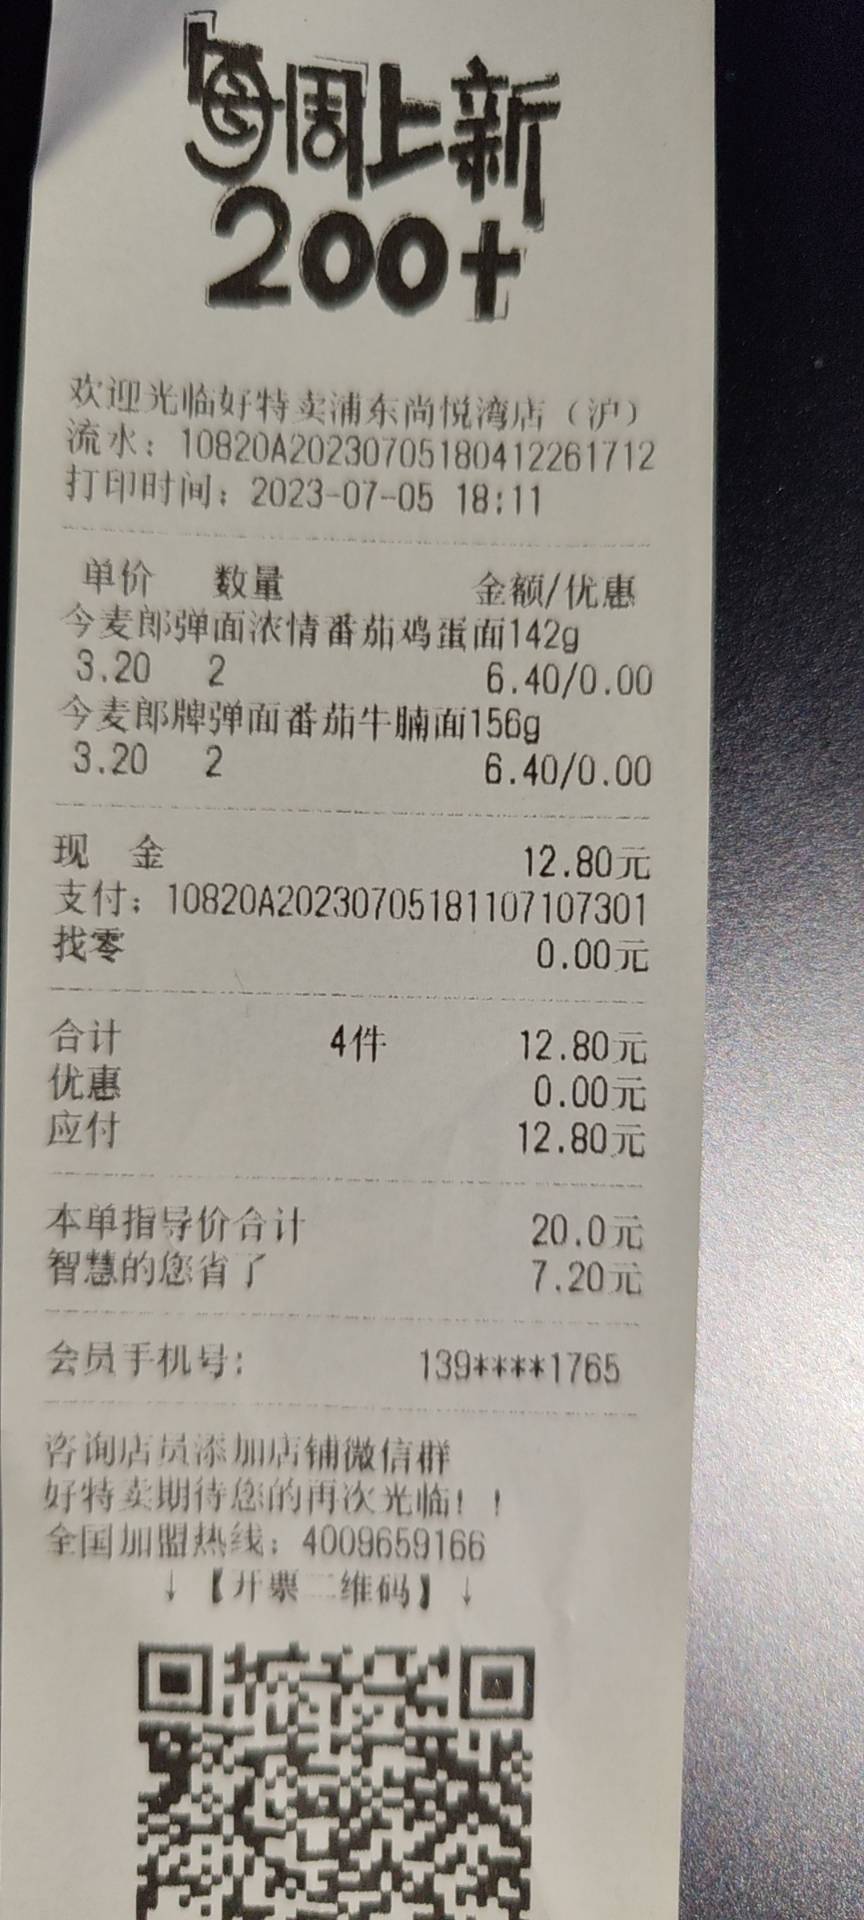 每周上新
200+
欢迎光临好特卖浦东尚悦湾店（沪）
流水：10820A20230705180412261712
打印时间：2023-07-05 18:11
单价 数量 金额/优惠
今麦郎弹面浓情番茄鸡蛋面142g
3.20 2 6.40/0.00
今麦郎牌弹面番茄牛腩面156g
3.20 2 6.40/0.00
现 金 12.80元
支付：10820A20230705181107107301
找零 0.00元
合计 4件 12.80元
优惠 0.00元
应付 12.80元
本单指导价合计 20.0元
智慧的您省了 7.20元
会员手机号: 139****1765
咨询店员添加店铺微信群
好特卖期待您的再次光临！！
全国加盟热线：4009659166
↓【开票二维码】↓